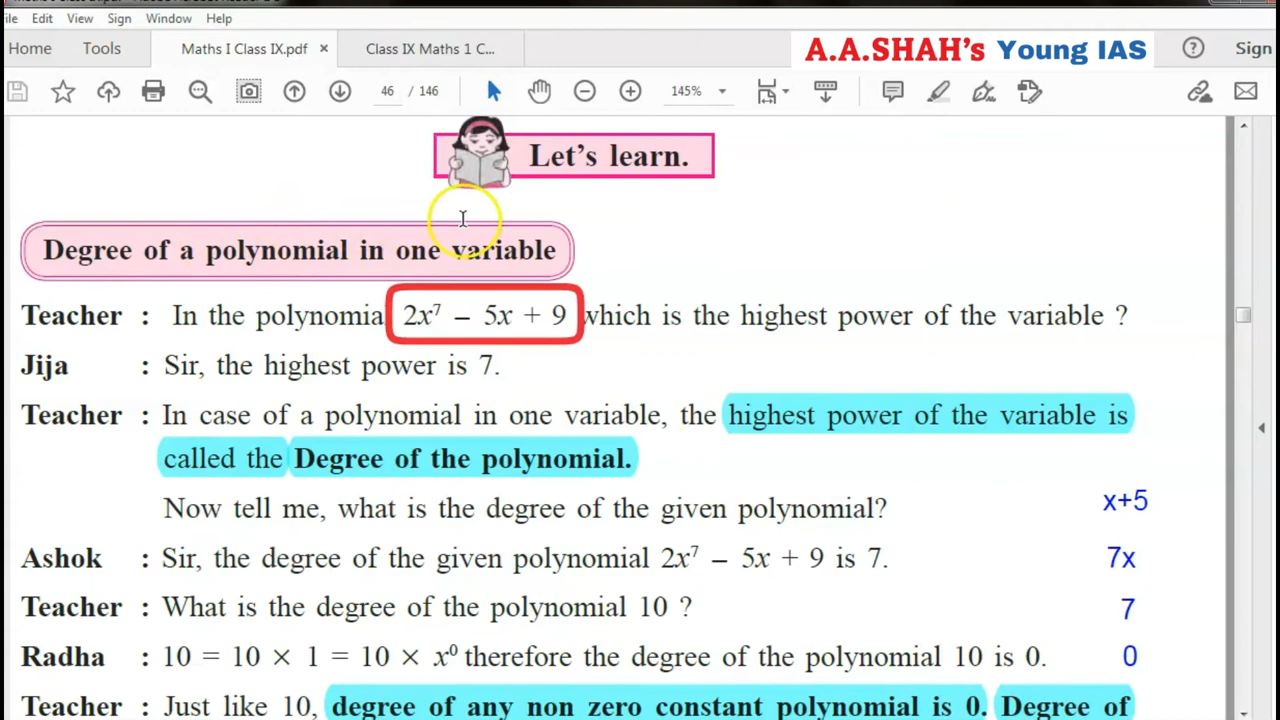 File Edit View Sign Window Help
Home Tools Maths I Class IX.pdf × Class IX Maths 1 C... A.A.SHAH's Young IAS Sign
46 / 146 145%
Let's learn.
Degree of a polynomial in one variable
Teacher : In the polynomial 2x⁷ – 5x + 9 which is the highest power of the variable ?
Jija : Sir, the highest power is 7.
Teacher : In case of a polynomial in one variable, the highest power of the variable is
called the Degree of the polynomial.
Now tell me, what is the degree of the given polynomial? x+5
Ashok : Sir, the degree of the given polynomial 2x⁷ – 5x + 9 is 7. 7x
Teacher : What is the degree of the polynomial 10 ? 7
Radha : 10 = 10 × 1 = 10 × x⁰ therefore the degree of the polynomial 10 is 0. 0
Teacher : Just like 10, degree of any non zero constant polynomial is 0. Degree of